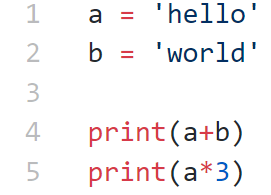 1 a = 'hello'
2 b = 'world'
3
4 print(a+b)
5 print(a*3)